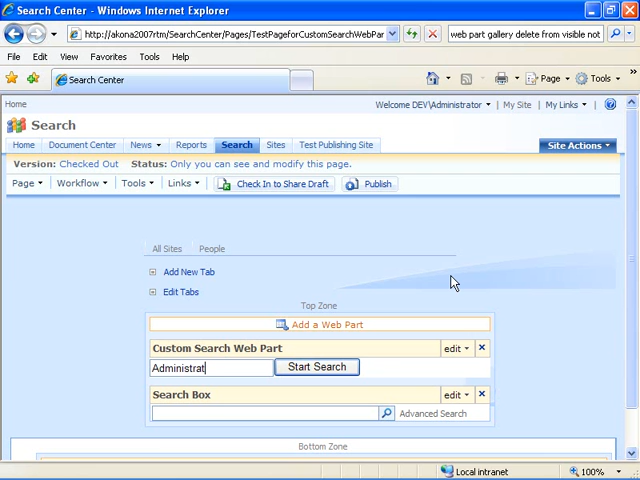 Search Center - Windows Internet Explorer
http://akona2007rtm/SearchCenter/Pages/TestPageforCustomSearchWebPar
web part gallery delete from visible not
File Edit View Favorites Tools Help
Search Center
Page Tools
Home
Welcome DEV\Administrator My Site My Links
Search
Home Document Center News Reports Search Sites Test Publishing Site Site Actions
Version: Checked Out Status: Only you can see and modify this page.
Page Workflow Tools Links Check In to Share Draft Publish
All Sites People
Add New Tab
Edit Tabs
Top Zone
Add a Web Part
Custom Search Web Part edit
Administrat Start Search
Search Box edit
Advanced Search
Bottom Zone
Local intranet 100%